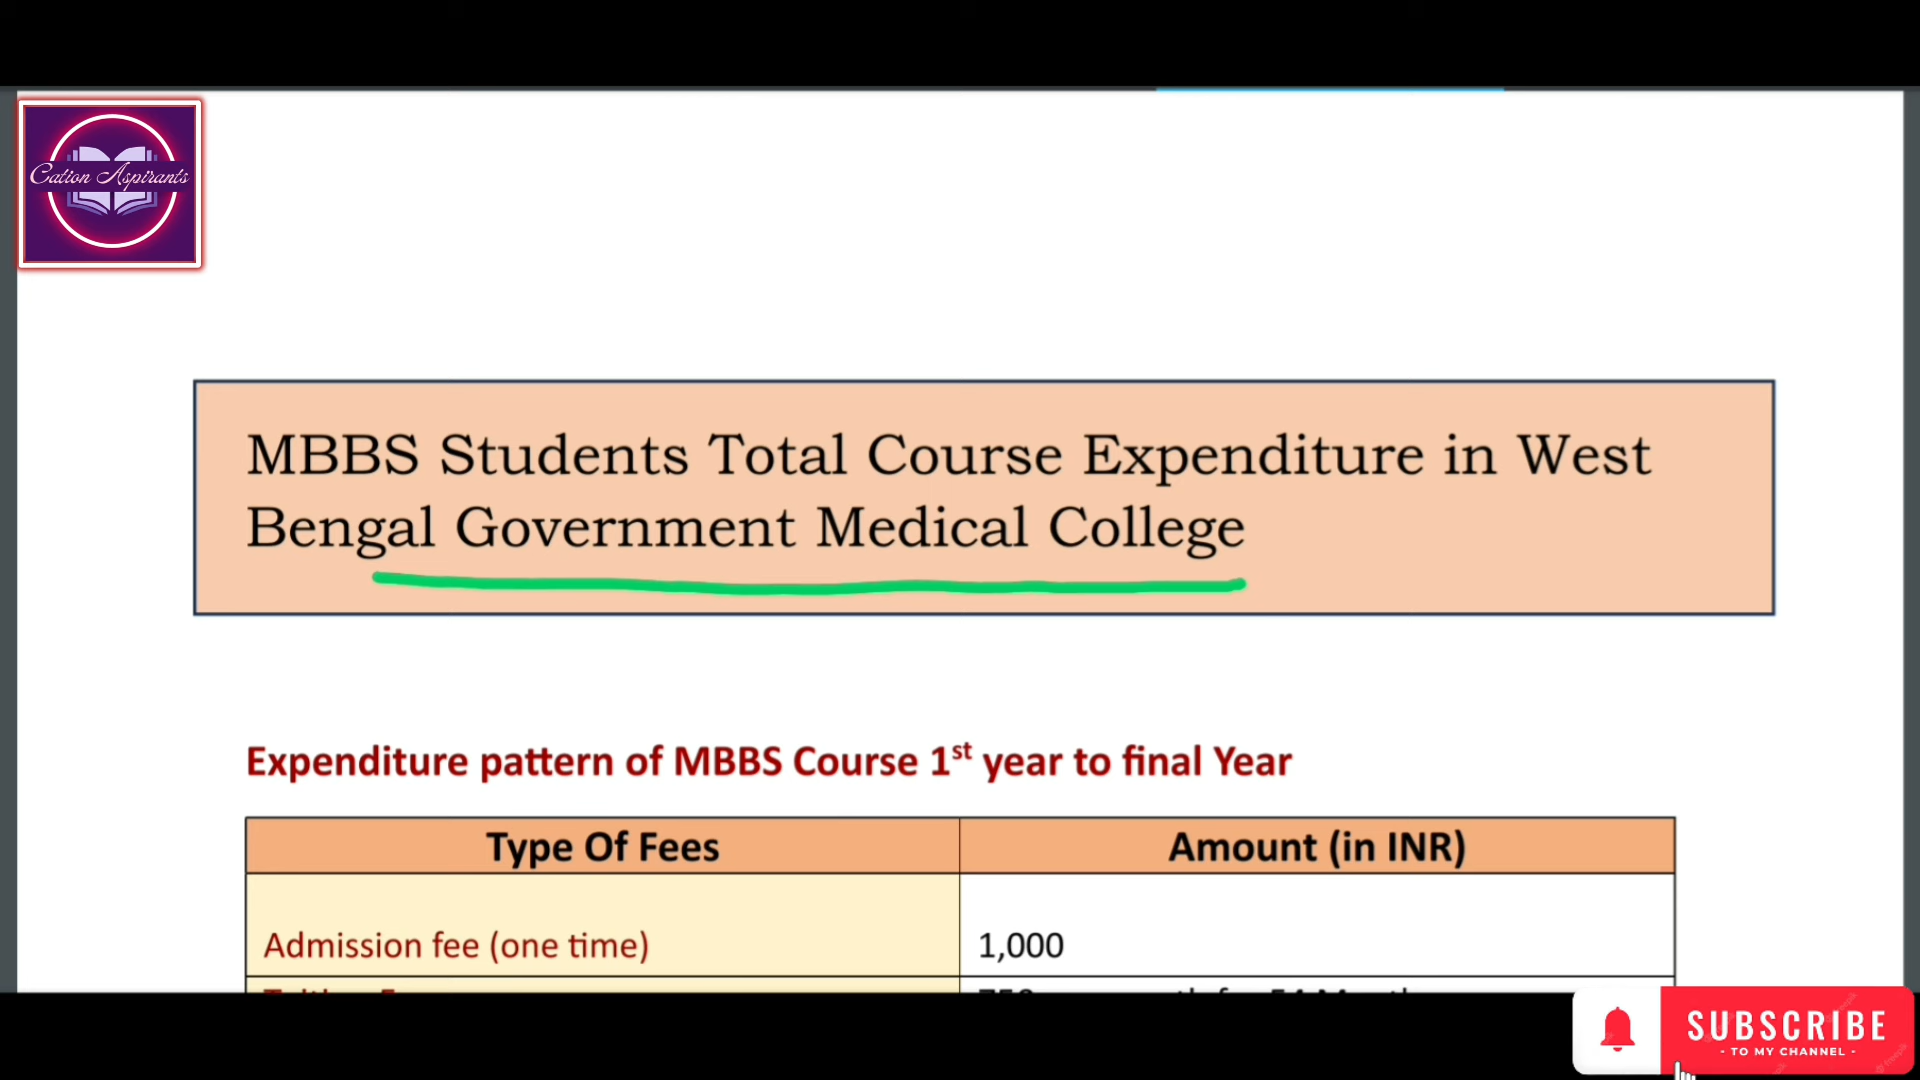 Cation Aspirants
MBBS Students Total Course Expenditure in West
Bengal Government Medical College
Expenditure pattern of MBBS Course 1st year to final Year
Type Of Fees
Amount (in INR)
Admission fee (one time)
1,000
SUBSCRIBE
- TO MY CHANNEL -